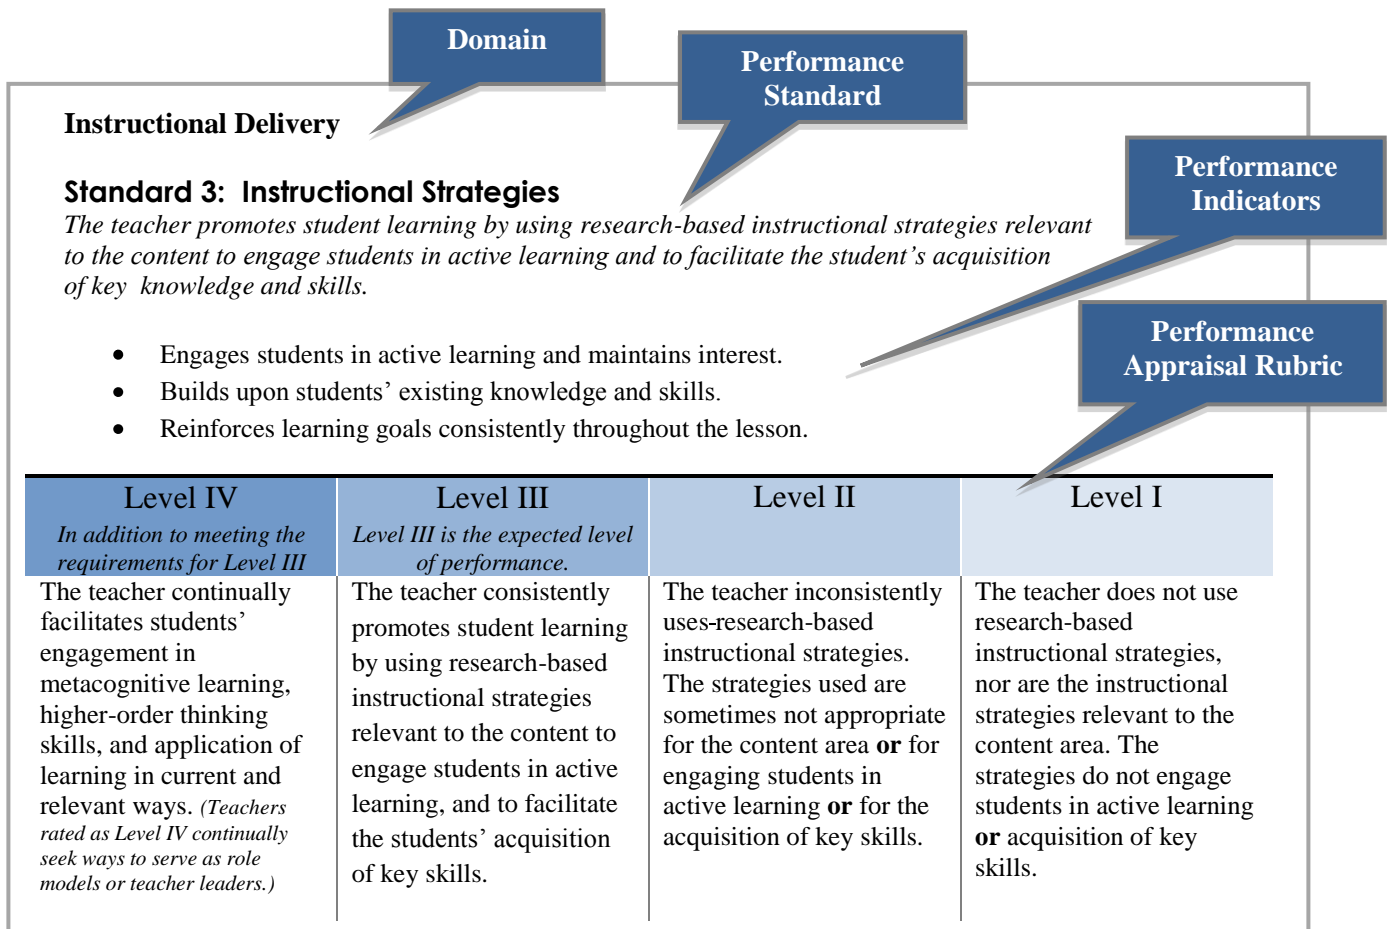 Domain
Performance
Standard
Instructional Delivery
Performance
Indicators
Standard 3:  Instructional Strategies
The teacher promotes student learning by using research-based instructional strategies relevant
to the content to engage students in active learning and to facilitate the student’s acquisition
of key  knowledge and skills.
Performance
Appraisal Rubric
• Engages students in active learning and maintains interest.
• Builds upon students’ existing knowledge and skills.
• Reinforces learning goals consistently throughout the lesson.
Level IV
In addition to meeting the
requirements for Level III
Level III
Level III is the expected level
of performance.
Level II
Level I
The teacher continually
facilitates students’
engagement in
metacognitive learning,
higher-order thinking
skills, and application of
learning in current and
relevant ways. (Teachers
rated as Level IV continually
seek ways to serve as role
models or teacher leaders.)
The teacher consistently
promotes student learning
by using research-based
instructional strategies
relevant to the content to
engage students in active
learning, and to facilitate
the students’ acquisition
of key skills.
The teacher inconsistently
uses-research-based
instructional strategies.
The strategies used are
sometimes not appropriate
for the content area or for
engaging students in
active learning or for the
acquisition of key skills.
The teacher does not use
research-based
instructional strategies,
nor are the instructional
strategies relevant to the
content area. The
strategies do not engage
students in active learning
or acquisition of key
skills.